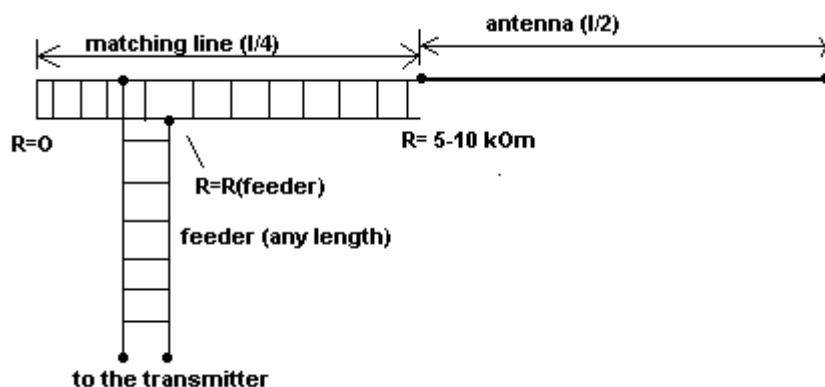 matching line (l/4)
antenna (l/2)
R=0
R= 5-10 kOm
R=R(feeder)
feeder (any length)
to the transmitter